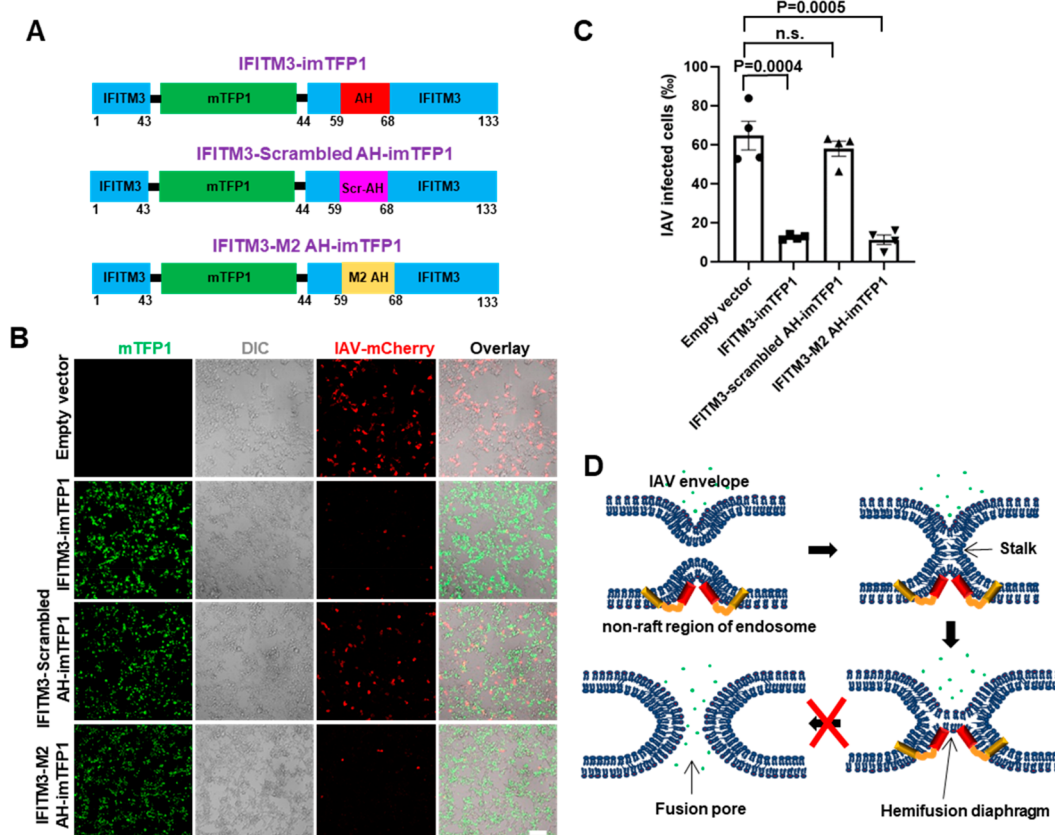 A
IFITM3-imTFP1
IFITM3 mTFP1 AH IFITM3
1 43 44 59 68 133
IFITM3-Scrambled AH-imTFP1
IFITM3 mTFP1 Scr-AH IFITM3
1 43 44 59 68 133
IFITM3-M2 AH-imTFP1
IFITM3 mTFP1 M2 AH IFITM3
1 43 44 59 68 133
B
mTFP1 DIC IAV-mCherry Overlay
Empty vector
IFITM3-imTFP1
IFITM3-Scrambled
AH-imTFP1
IFITM3-M2
AH-imTFP1
C
P=0.0005
n.s.
P=0.0004
IAV infected cells (‰)
100
80
60
40
20
0
Empty vector
IFITM3-imTFP1
IFITM3-scrambled AH-imTFP1
IFITM3-M2 AH-imTFP1
D
IAV envelope
Stalk
non-raft region of endosome
Fusion pore
Hemifusion diaphragm